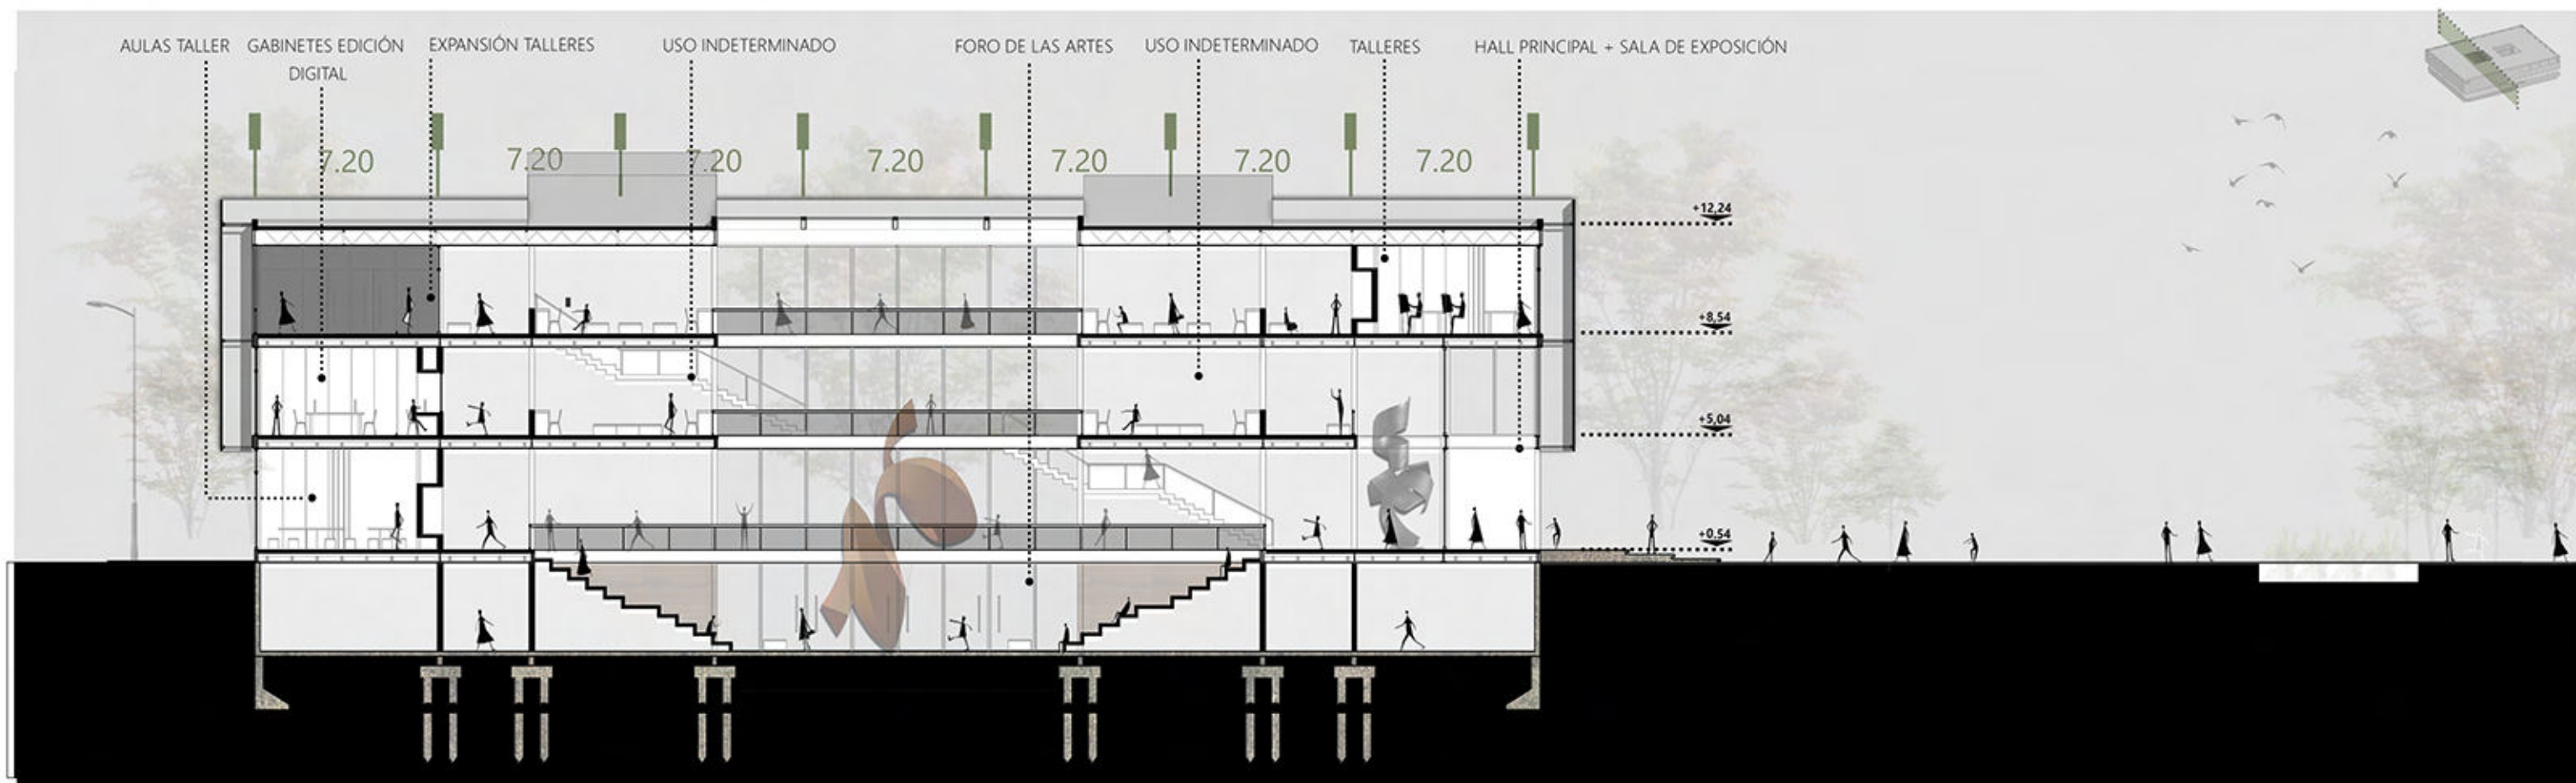 AULAS TALLER
GABINETES EDICIÓN
DIGITAL
EXPANSIÓN TALLERES
USO INDETERMINADO
FORO DE LAS ARTES
USO INDETERMINADO
TALLERES
HALL PRINCIPAL + SALA DE EXPOSICIÓN
7.20
7.20
7.20
7.20
7.20
7.20
7.20
+12,24
+8,54
+5,04
+0,54